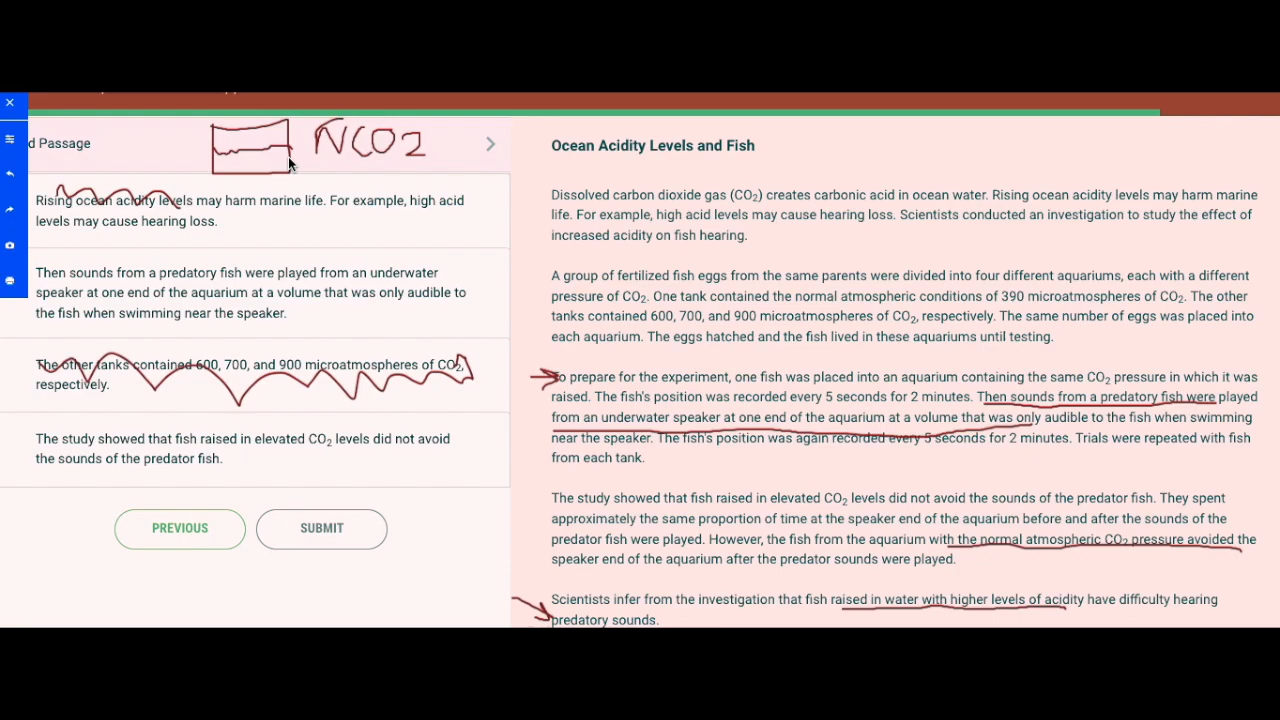 d Passage
NCO2
Rising ocean acidity levels may harm marine life. For example, high acid
levels may cause hearing loss.
Then sounds from a predatory fish were played from an underwater
speaker at one end of the aquarium at a volume that was only audible to
the fish when swimming near the speaker.
The other tanks contained 600, 700, and 900 microatmospheres of CO₂,
respectively.
The study showed that fish raised in elevated CO₂ levels did not avoid
the sounds of the predator fish.
PREVIOUS
SUBMIT
Ocean Acidity Levels and Fish
Dissolved carbon dioxide gas (CO₂) creates carbonic acid in ocean water. Rising ocean acidity levels may harm marine
life. For example, high acid levels may cause hearing loss. Scientists conducted an investigation to study the effect of
increased acidity on fish hearing.
A group of fertilized fish eggs from the same parents were divided into four different aquariums, each with a different
pressure of CO₂. One tank contained the normal atmospheric conditions of 390 microatmospheres of CO₂. The other
tanks contained 600, 700, and 900 microatmospheres of CO₂, respectively. The same number of eggs was placed into
each aquarium. The eggs hatched and the fish lived in these aquariums until testing.
To prepare for the experiment, one fish was placed into an aquarium containing the same CO₂ pressure in which it was
raised. The fish's position was recorded every 5 seconds for 2 minutes. Then sounds from a predatory fish were played
from an underwater speaker at one end of the aquarium at a volume that was only audible to the fish when swimming
near the speaker. The fish's position was again recorded every 5 seconds for 2 minutes. Trials were repeated with fish
from each tank.
The study showed that fish raised in elevated CO₂ levels did not avoid the sounds of the predator fish. They spent
approximately the same proportion of time at the speaker end of the aquarium before and after the sounds of the
predator fish were played. However, the fish from the aquarium with the normal atmospheric CO₂ pressure avoided the
speaker end of the aquarium after the predator sounds were played.
Scientists infer from the investigation that fish raised in water with higher levels of acidity have difficulty hearing
predatory sounds.